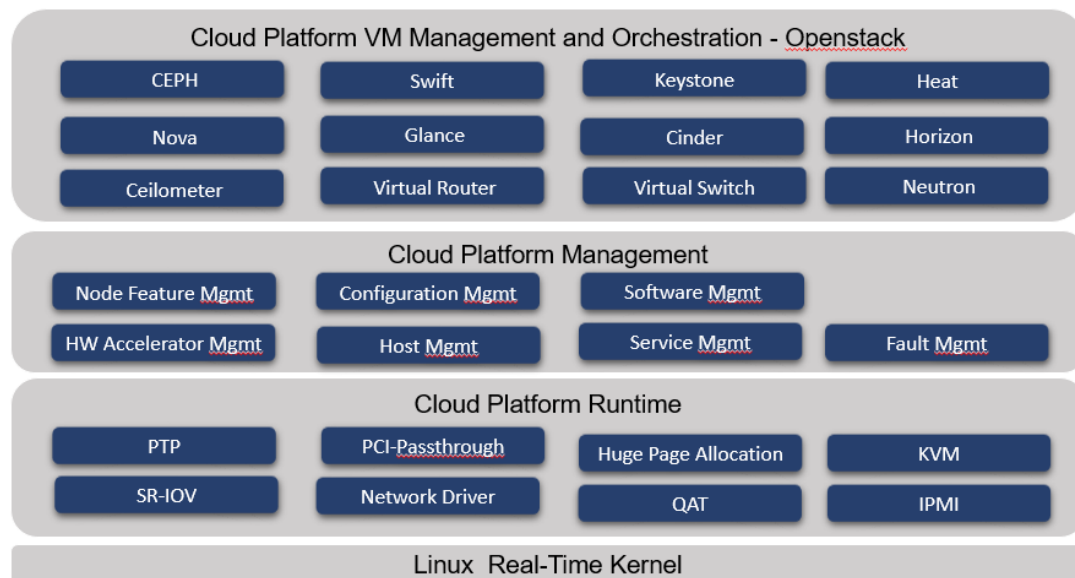 Cloud Platform VM Management and Orchestration - Openstack
CEPH
Swift
Keystone
Heat
Nova
Glance
Cinder
Horizon
Ceilometer
Virtual Router
Virtual Switch
Neutron
Cloud Platform Management
Node Feature Mgmt
Configuration Mgmt
Software Mgmt
HW Accelerator Mgmt
Host Mgmt
Service Mgmt
Fault Mgmt
Cloud Platform Runtime
PTP
PCI-Passthrough
Huge Page Allocation
KVM
SR-IOV
Network Driver
QAT
IPMI
Linux Real-Time Kernel